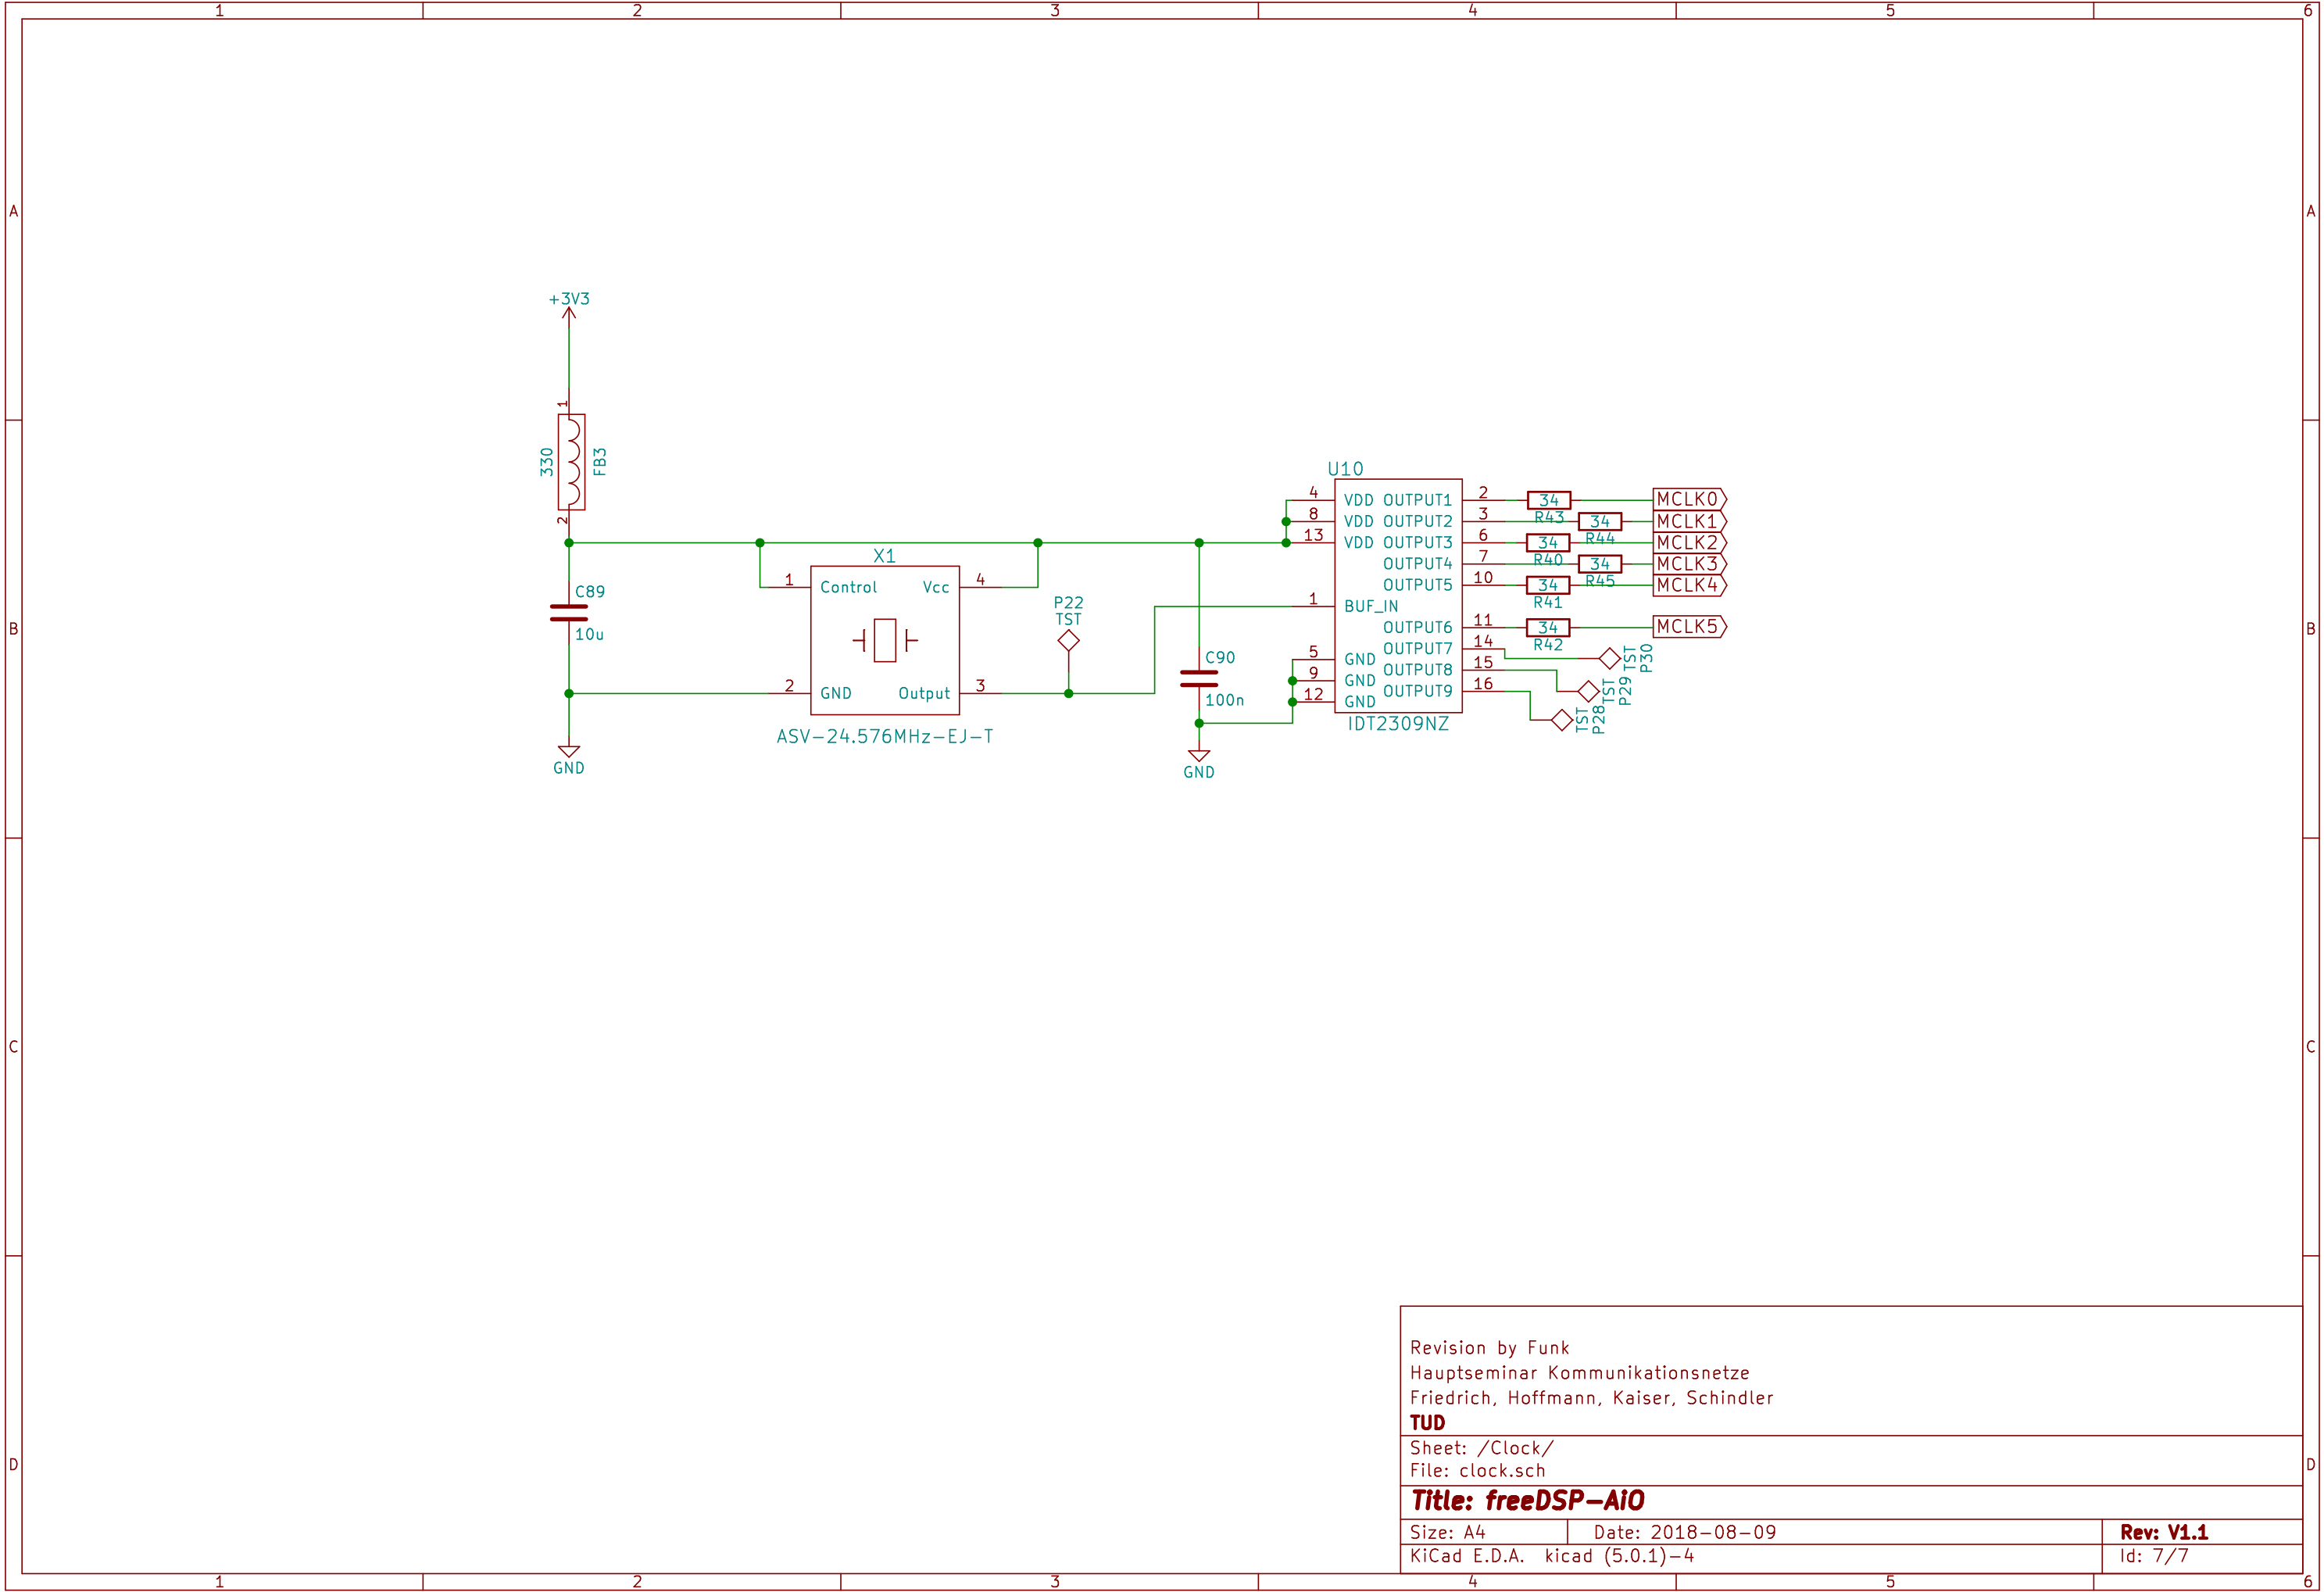 1 2 3 4 5 6
A A
+3V3
1
330
FB3
2
B B
C89
10u
GND
X1
1 Control Vcc 4
2 GND Output 3
ASV-24.576MHz-EJ-T
P22
TST
C90
100n
GND
U10
4 VDD OUTPUT1 2 34 R43 MCLK0
8 VDD OUTPUT2 3 34 R44 MCLK1
13 VDD OUTPUT3 6 34 R40 MCLK2
OUTPUT4 7 34 R45 MCLK3
OUTPUT5 10 34 R41 MCLK4
1 BUF_IN
OUTPUT6 11 34 R42 MCLK5
OUTPUT7 14 TST P30
5 GND
OUTPUT8 15 TST P29
9 GND
OUTPUT9 16 TST P28
12 GND
IDT2309NZ
C C
D D
Revision by Funk
Hauptseminar Kommunikationsnetze
Friedrich, Hoffmann, Kaiser, Schindler
TUD
Sheet: /Clock/
File: clock.sch
Title: freeDSP-AiO
Size: A4 Date: 2018-08-09 Rev: V1.1
KiCad E.D.A. kicad (5.0.1)-4 Id: 7/7
1 2 3 4 5 6